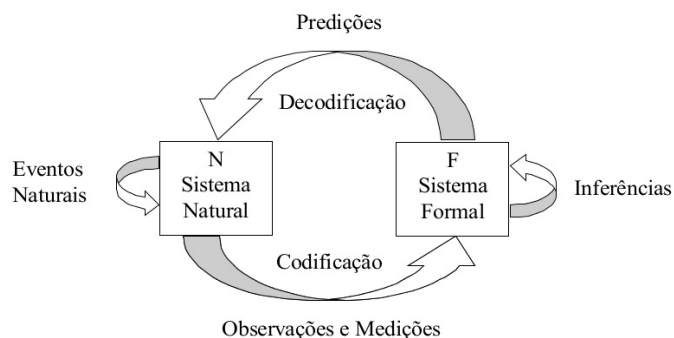 Predições
Decodificação
N
Sistema
Natural
Eventos
Naturais
F
Sistema
Formal
Inferências
Codificação
Observações e Medições